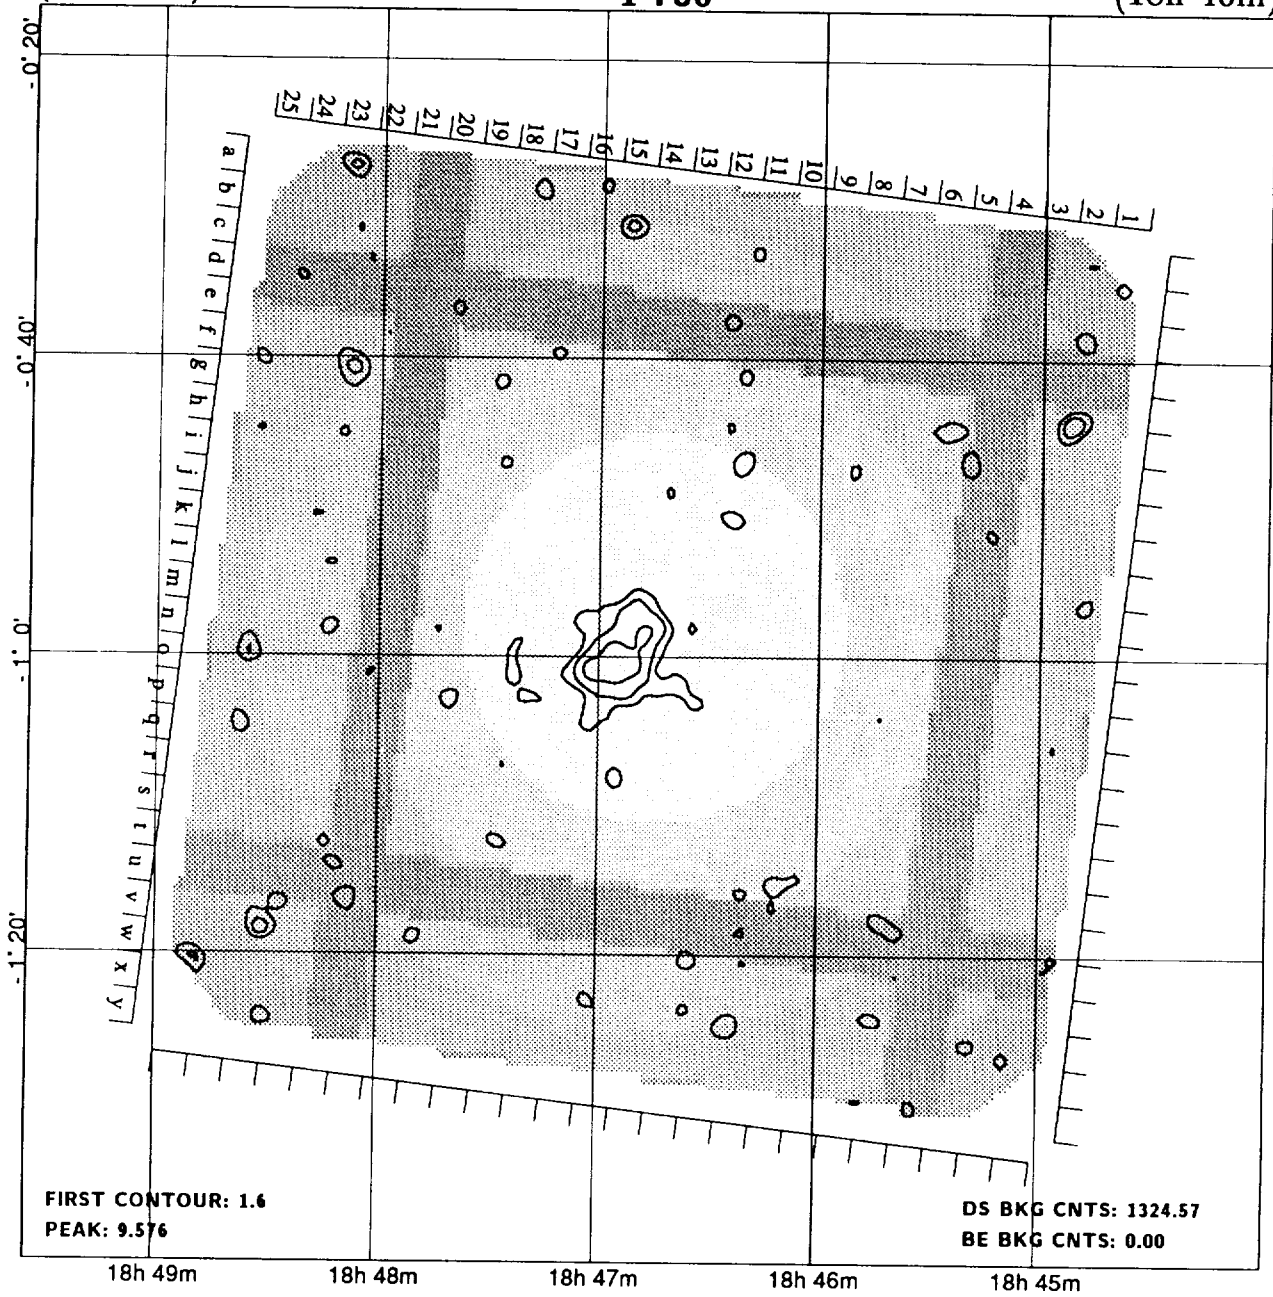 25 24 23 22 21 20 19 18 17 16 15 14 13 12 11 10 9 8 7 6 5 4 3 2 1
a b c d e f g h i j k l m n o p q r s t u v w x y
-0° 20'
-0° 40'
-1° 0'
-1° 20'
FIRST CONTOUR: 1.6
PEAK: 9.576
DS BKG CNTS: 1324.57
BE BKG CNTS: 0.00
18h 49m 18h 48m 18h 47m 18h 46m 18h 45m